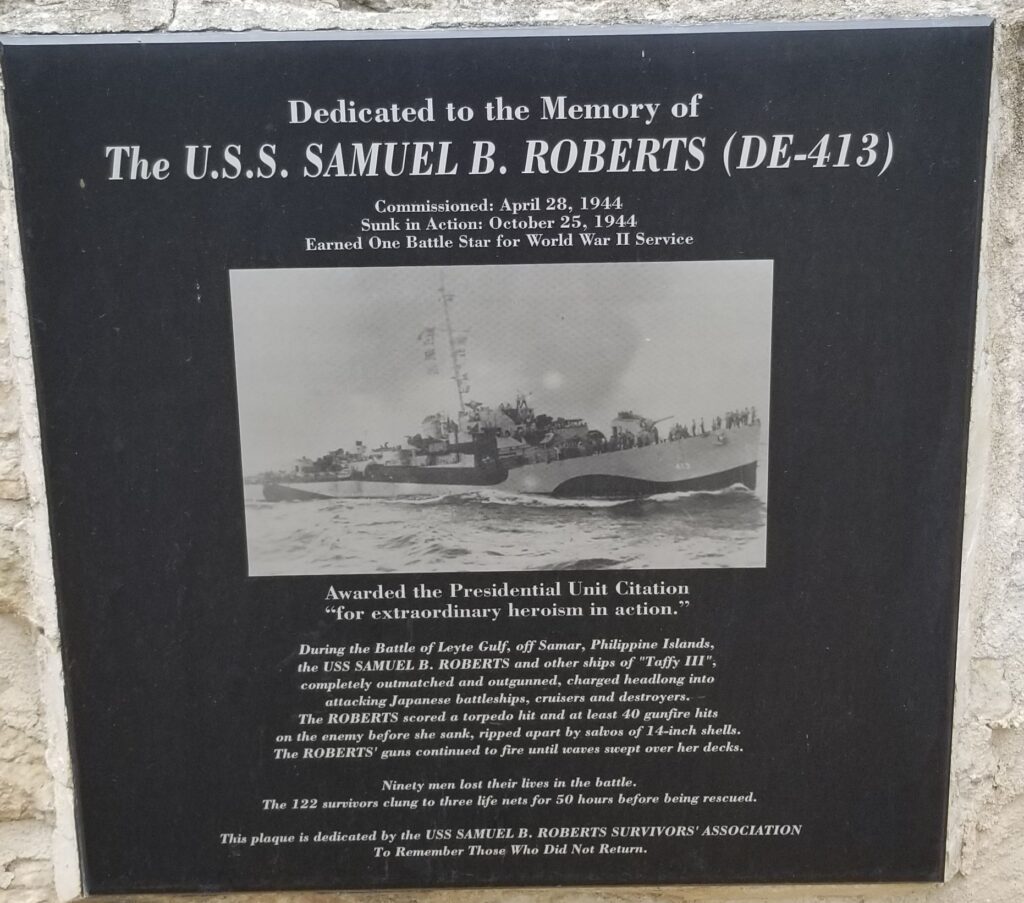 Dedicated to the Memory of
The U.S.S. SAMUEL B. ROBERTS (DE-413)
Commissioned: April 28, 1944
Sunk in Action: October 25, 1944
Earned One Battle Star for World War II Service
413
Awarded the Presidential Unit Citation
“for extraordinary heroism in action.”
During the Battle of Leyte Gulf, off Samar, Philippine Islands,
the USS SAMUEL B. ROBERTS and other ships of "Taffy III",
completely outmatched and outgunned, charged headlong into
attacking Japanese battleships, cruisers and destroyers.
The ROBERTS scored a torpedo hit and at least 40 gunfire hits
on the enemy before she sank, ripped apart by salvos of 14-inch shells.
The ROBERTS' guns continued to fire until waves swept over her decks.
Ninety men lost their lives in the battle.
The 122 survivors clung to three life nets for 50 hours before being rescued.
This plaque is dedicated by the USS SAMUEL B. ROBERTS SURVIVORS' ASSOCIATION
To Remember Those Who Did Not Return.